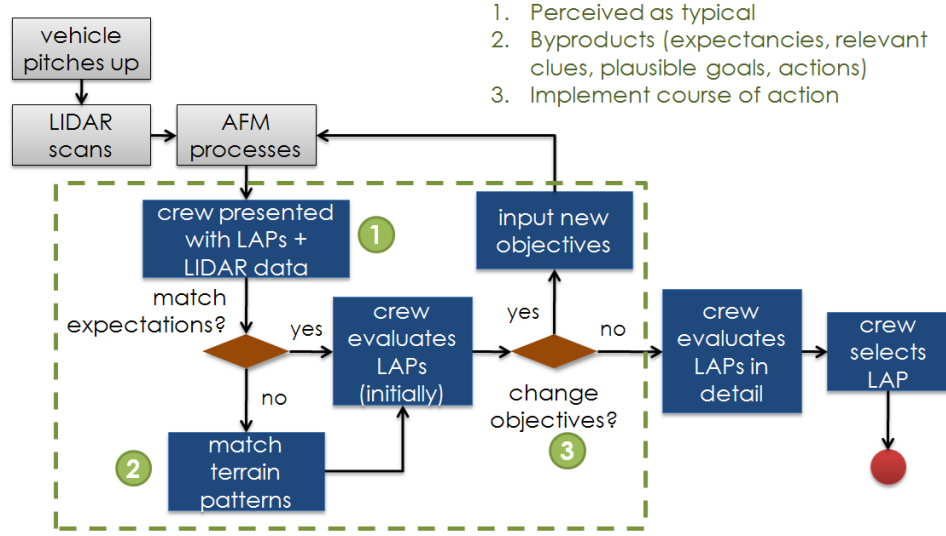 1. Perceived as typical
2. Byproducts (expectancies, relevant
clues, plausible goals, actions)
3. Implement course of action
vehicle
pitches up
LIDAR
scans
AFM
processes
crew presented
with LAPs +
LIDAR data
1
input new
objectives
match
expectations?
yes
no
crew
evaluates
LAPs
(initially)
yes
no
change
objectives?
3
crew
evaluates
LAPs in
detail
crew
selects
LAP
2
match
terrain
patterns